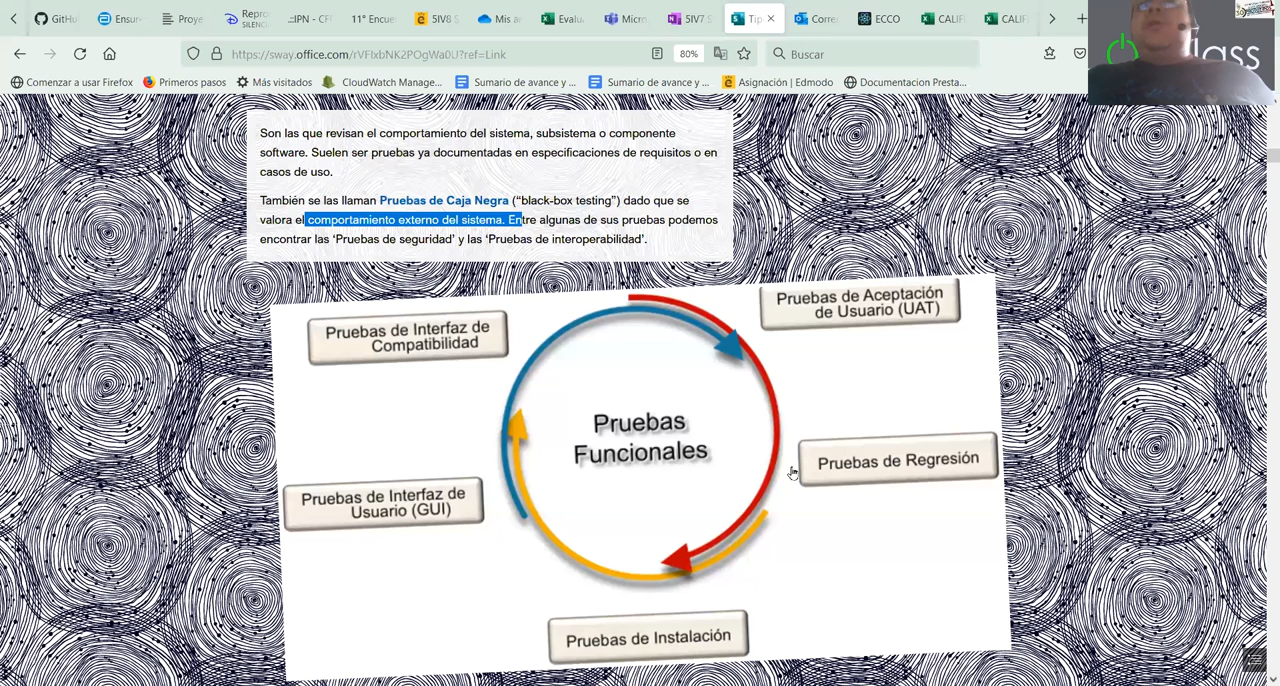 GitHu
Ensur
Proye
Repro
SILENC
:IPN - CF
11° Encue
5IV8 S
Mis a
Evalu
Micro
5IV7.S
Tip
Corre
ECCO
CALIF
CALIF
https://sway.office.com/rVFIxbNK2POgWa0U?ref=Link
80%
Buscar
Comenzar a usar Firefox
Primeros pasos
Más visitados
CloudWatch Manage...
Sumario de avance y ...
Sumario de avance y ...
Asignación | Edmodo
Documentacion Presta...
lass
Son las que revisan el comportamiento del sistema, subsistema o componente
software. Suelen ser pruebas ya documentadas en especificaciones de requisitos o en
casos de uso.
También se las llaman Pruebas de Caja Negra (“black-box testing”) dado que se
valora el comportamiento externo del sistema. Entre algunas de sus pruebas podemos
encontrar las ‘Pruebas de seguridad’ y las ‘Pruebas de interoperabilidad’.
Pruebas de Aceptación
de Usuario (UAT)
Pruebas de Interfaz de
Compatibilidad
Pruebas
Funcionales
Pruebas de Regresión
Pruebas de Interfaz de
Usuario (GUI)
Pruebas de Instalación